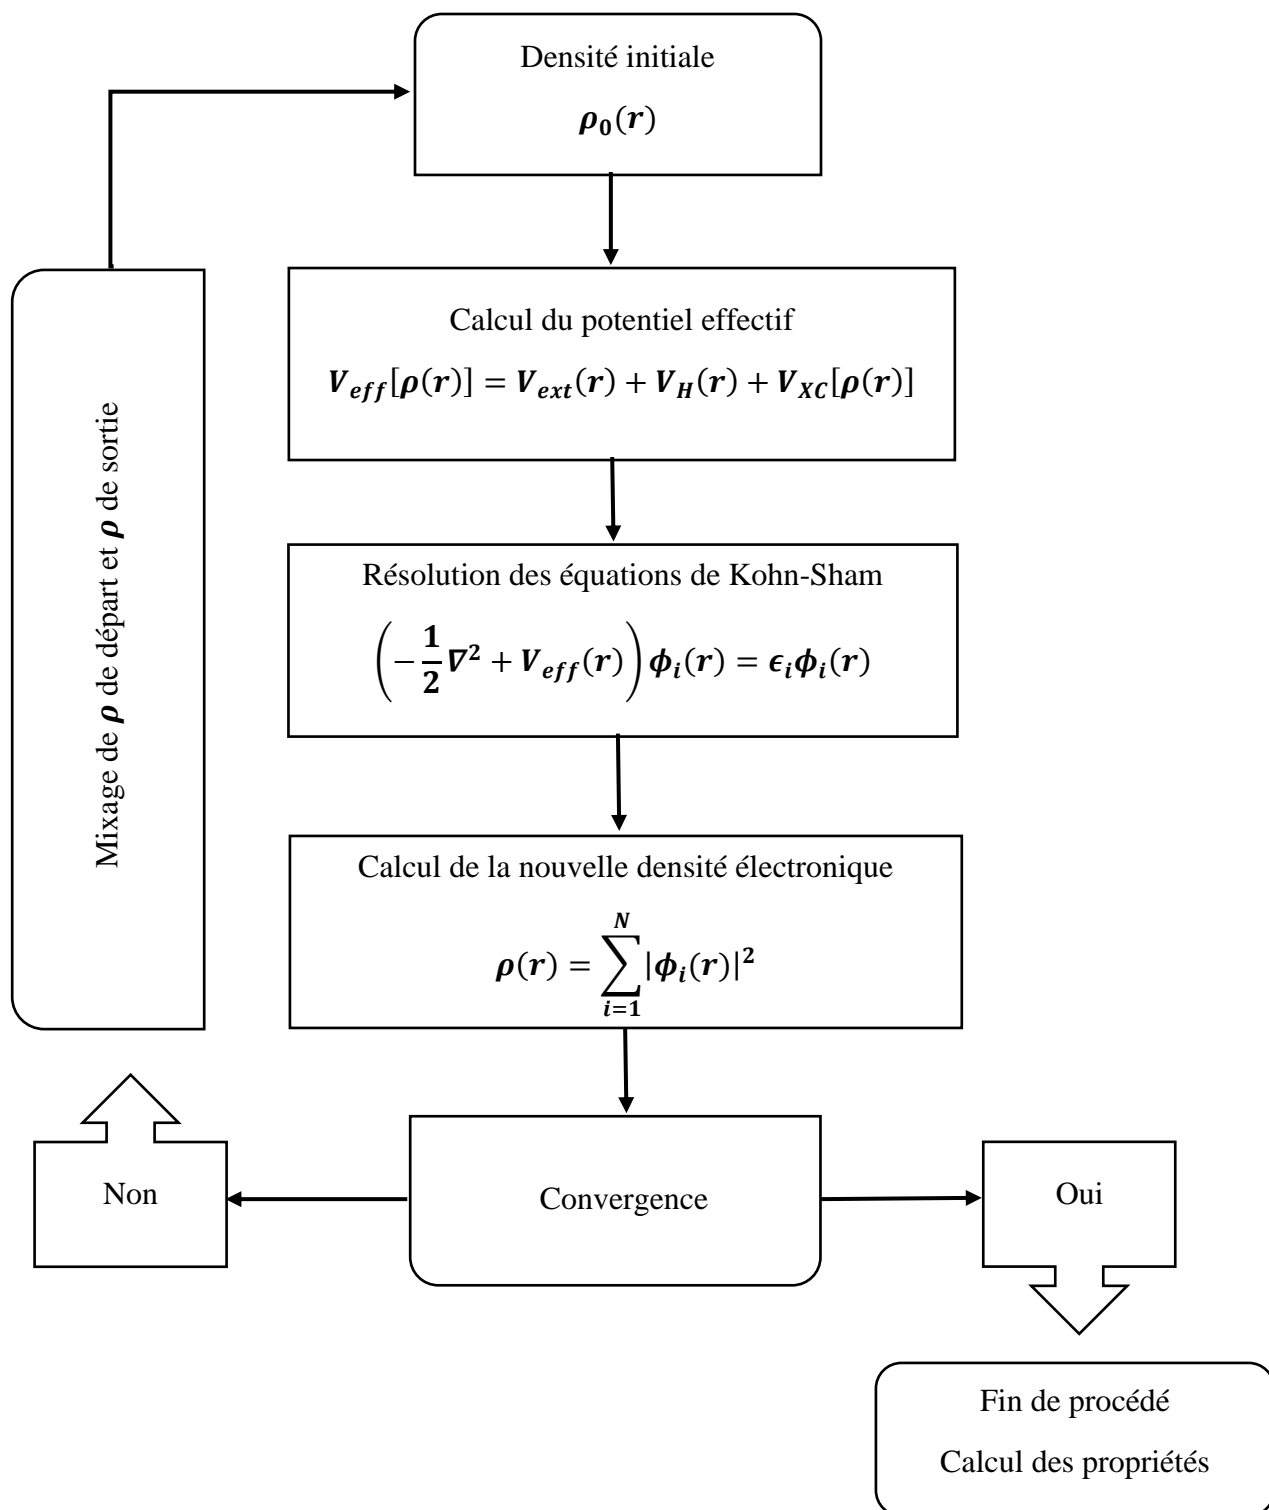 Densité initiale
ρ₀(r)
Calcul du potentiel effectif
V_eff[ρ(r)] = V_ext(r) + V_H(r) + V_XC[ρ(r)]
Résolution des équations de Kohn-Sham
(−1/2 ∇² + V_eff(r)) ϕ_i(r) = ϵ_i ϕ_i(r)
Calcul de la nouvelle densité électronique
ρ(r) = ∑_{i=1}^{N} |ϕ_i(r)|²
Convergence
Non
Oui
Mixage de ρ de départ et ρ de sortie
Fin de procédé
Calcul des propriétés